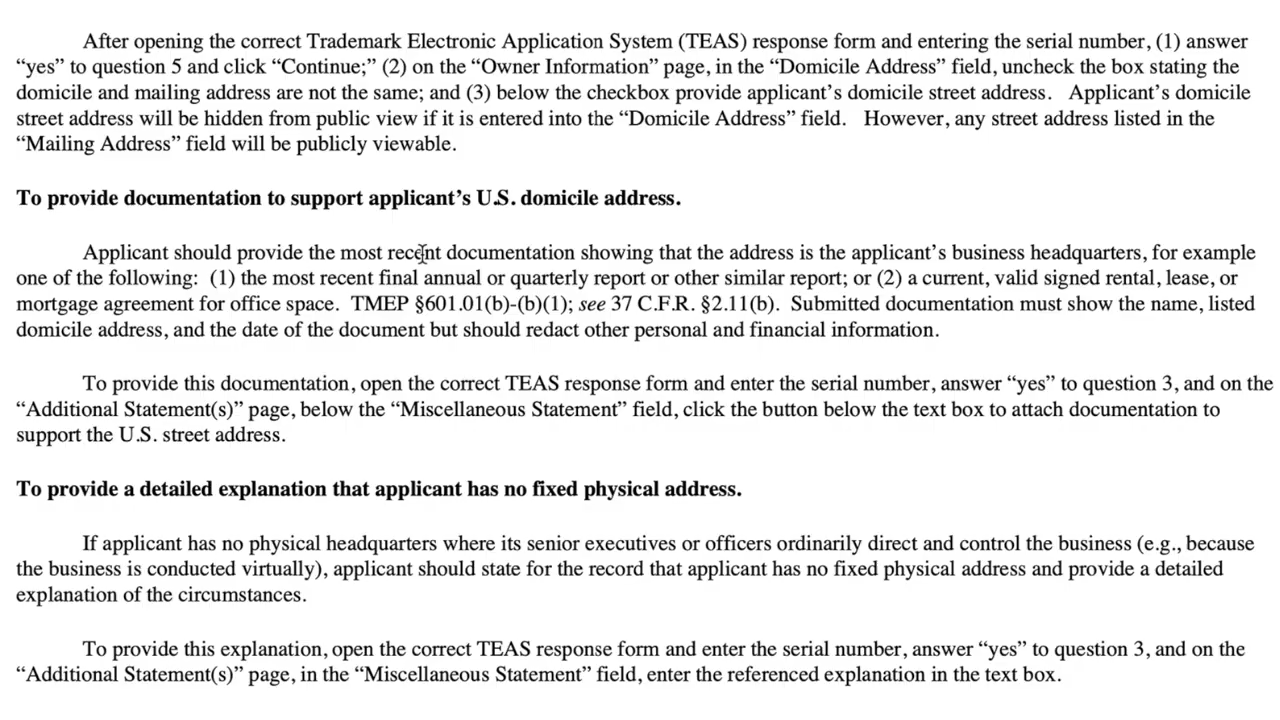 After opening the correct Trademark Electronic Application System (TEAS) response form and entering the serial number, (1) answer
“yes” to question 5 and click “Continue;” (2) on the “Owner Information” page, in the “Domicile Address” field, uncheck the box stating the
domicile and mailing address are not the same; and (3) below the checkbox provide applicant’s domicile street address. Applicant’s domicile
street address will be hidden from public view if it is entered into the “Domicile Address” field. However, any street address listed in the
“Mailing Address” field will be publicly viewable.
To provide documentation to support applicant’s U.S. domicile address.
Applicant should provide the most recent documentation showing that the address is the applicant’s business headquarters, for example
one of the following: (1) the most recent final annual or quarterly report or other similar report; or (2) a current, valid signed rental, lease, or
mortgage agreement for office space. TMEP §601.01(b)-(b)(1); see 37 C.F.R. §2.11(b). Submitted documentation must show the name, listed
domicile address, and the date of the document but should redact other personal and financial information.
To provide this documentation, open the correct TEAS response form and enter the serial number, answer “yes” to question 3, and on the
“Additional Statement(s)” page, below the “Miscellaneous Statement” field, click the button below the text box to attach documentation to
support the U.S. street address.
To provide a detailed explanation that applicant has no fixed physical address.
If applicant has no physical headquarters where its senior executives or officers ordinarily direct and control the business (e.g., because
the business is conducted virtually), applicant should state for the record that applicant has no fixed physical address and provide a detailed
explanation of the circumstances.
To provide this explanation, open the correct TEAS response form and enter the serial number, answer “yes” to question 3, and on the
“Additional Statement(s)” page, in the “Miscellaneous Statement” field, enter the referenced explanation in the text box.